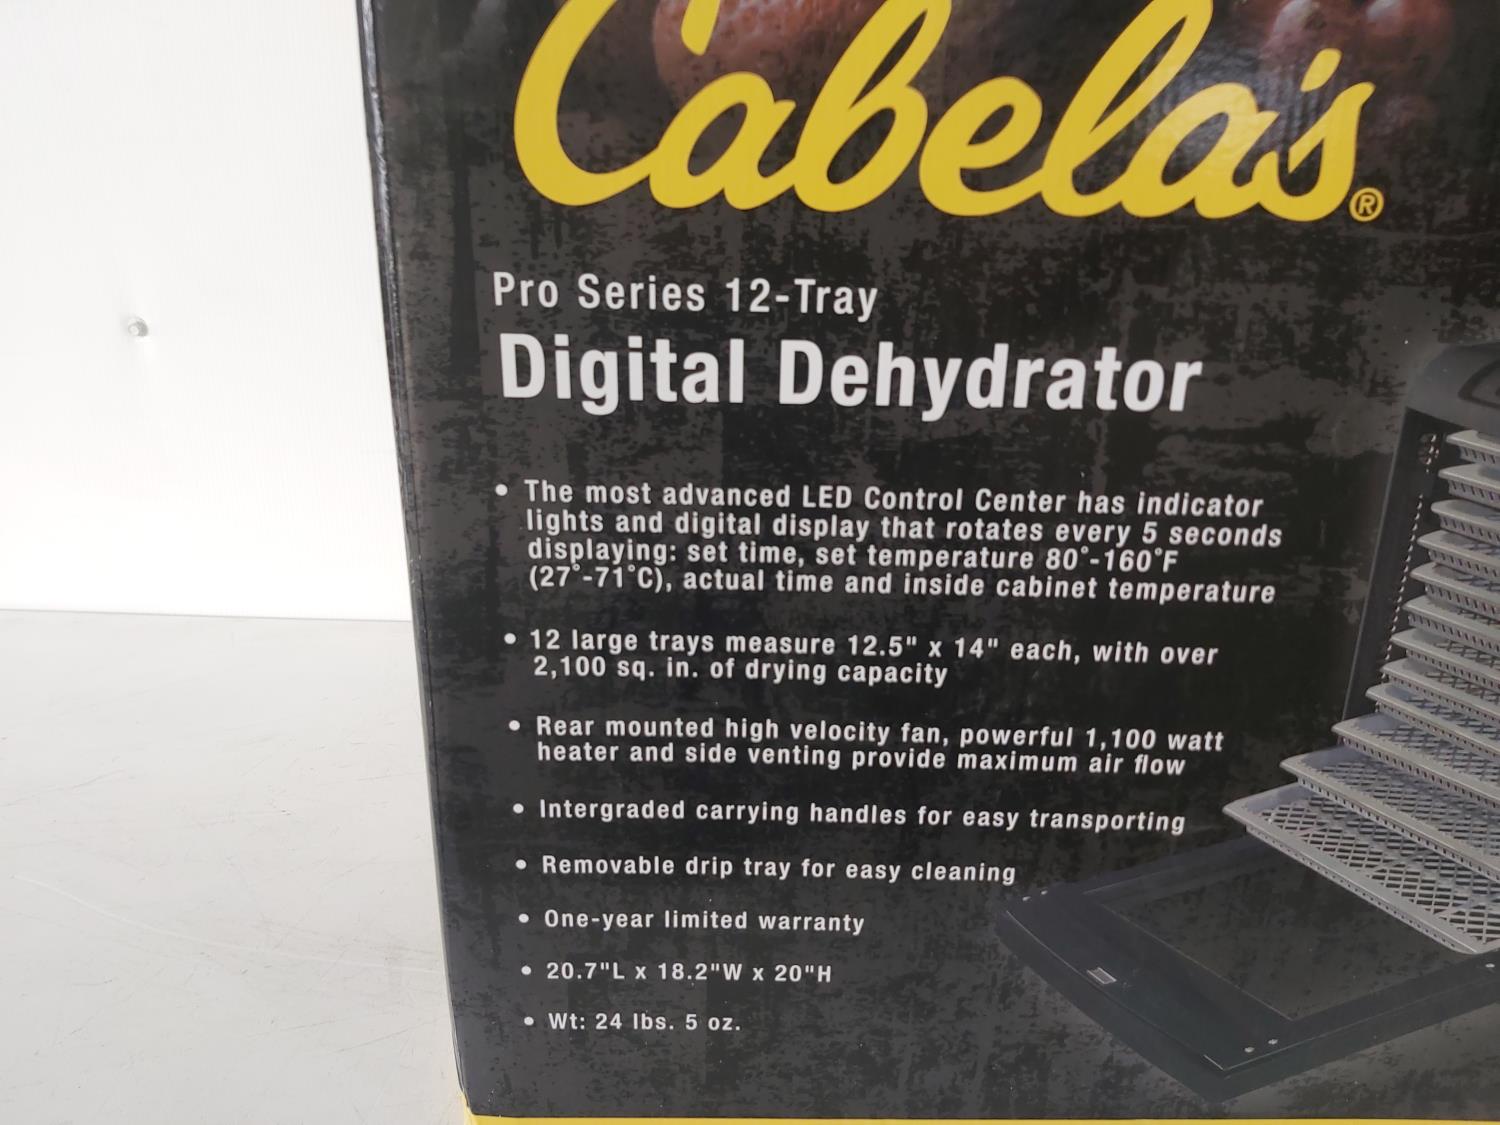 Cabela's®
Pro Series 12-Tray
Digital Dehydrator
• The most advanced LED Control Center has indicator
lights and digital display that rotates every 5 seconds
displaying: set time, set temperature 80°-160°F
(27°-71°C), actual time and inside cabinet temperature
• 12 large trays measure 12.5" x 14" each, with over
2,100 sq. in. of drying capacity
• Rear mounted high velocity fan, powerful 1,100 watt
heater and side venting provide maximum air flow
• Intergraded carrying handles for easy transporting
• Removable drip tray for easy cleaning
• One-year limited warranty
• 20.7"L x 18.2"W x 20"H
• Wt: 24 lbs. 5 oz.